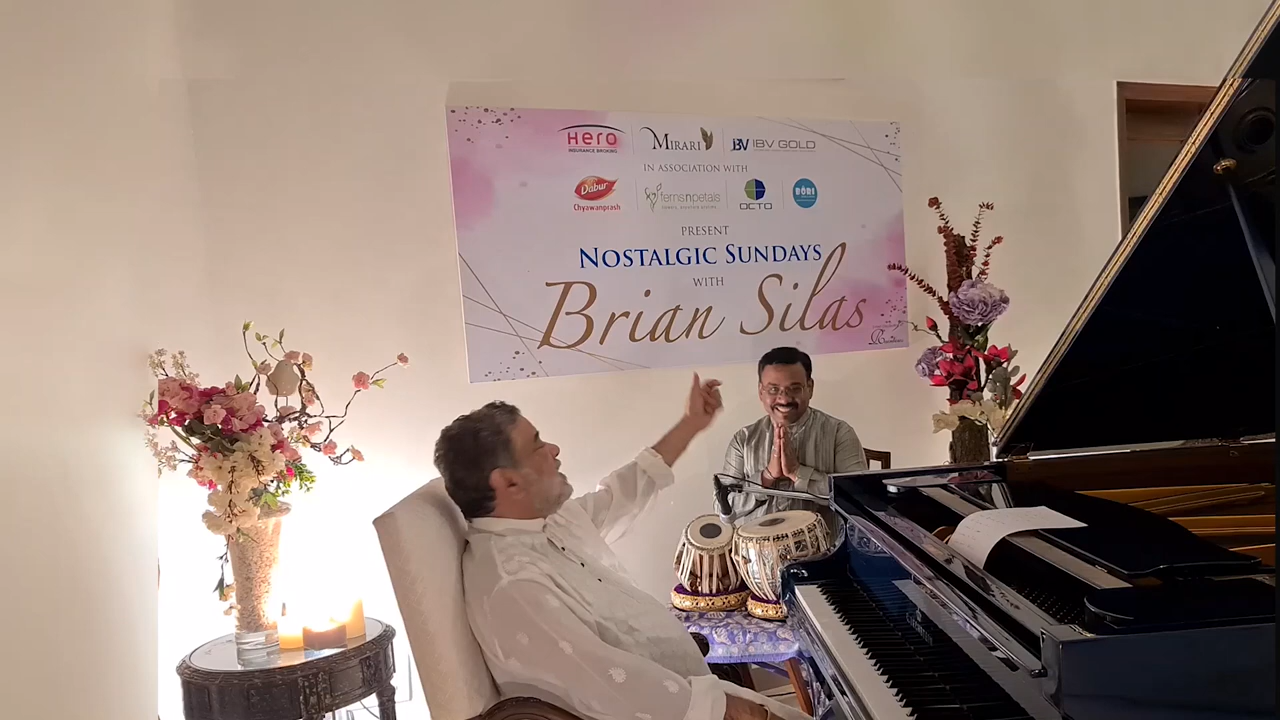 Hero
INSURANCE BROKING
MIRARI
IBV IBV GOLD
IN ASSOCIATION WITH
Dabur
Chyawanprash
fernsnpetals
OCTO
PRESENT
NOSTALGIC SUNDAYS
WITH
Brian Silas